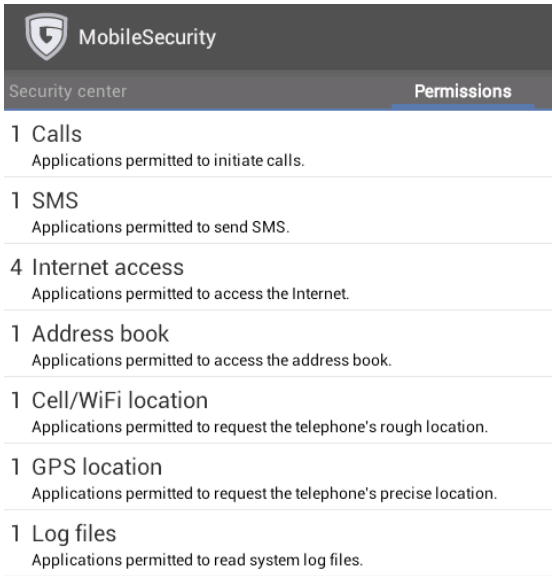 MobileSecurity
Security center Permissions
1 Calls
Applications permitted to initiate calls.
1 SMS
Applications permitted to send SMS.
4 Internet access
Applications permitted to access the Internet.
1 Address book
Applications permitted to access the address book.
1 Cell/WiFi location
Applications permitted to request the telephone's rough location.
1 GPS location
Applications permitted to request the telephone's precise location.
1 Log files
Applications permitted to read system log files.